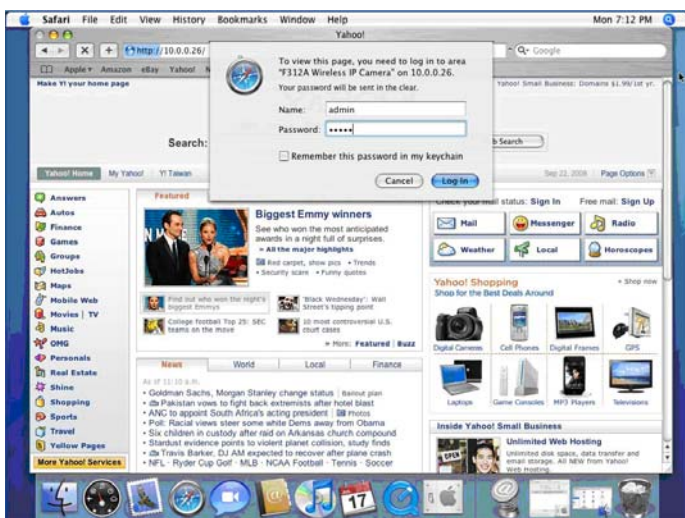 Safari File Edit View History Bookmarks Window Help Mon 7:12 PM
Yahoo!
http://10.0.0.26/
Google
Apple Amazon eBay Yahoo! N
Make Y! your home page
Yahoo! Small Business: Domains $1.99/1st yr.
To view this page, you need to log in to area
"F312A Wireless IP Camera" on 10.0.0.26.
Your password will be sent in the clear.
Name: admin
Password: •••••
Remember this password in my keychain
Cancel Log In
Search:
b Search
Yahoo! Home My Yahoo! Y! Taiwan
Sep 22, 2008 Page Options
Answers
Autos
Finance
Games
Groups
HotJobs
Maps
Mobile Web
Movies | TV
Music
OMG
Personals
Real Estate
Shine
Shopping
Sports
Travel
Yellow Pages
More Yahoo! Services
Featured
Biggest Emmy winners
See who won the most anticipated
awards in a night full of surprises.
» All the major highlights
Red carpet, show pics • Trends
• Security scare • Funny quotes
Find out who won the night's
biggest Emmys
'Black Wednesday': Wall
Street's tipping point
College football Top 25: SEC
teams on the move
10 most controversial U.S.
court cases
» More: Featured | Buzz
News World Local Finance
As of 11:10 a.m.
• Goldman Sachs, Morgan Stanley change status | Bailout plan
• Pakistan vows to fight back extremists after hotel blast
• ANC to appoint South Africa's acting president | Photos
• Poll: Racial views steer some white Dems away from Obama
• Six children in custody after raid on Arkansas church compound
• Stardust evidence points to violent planet collision, study finds
• Travis Barker, DJ AM expected to recover after plane crash
• NFL · Ryder Cup Golf · MLB · NCAA Football · Tennis · Soccer
Check your mail status: Sign In Free mail: Sign Up
Mail Messenger Radio
Weather Local Horoscopes
Yahoo! Shopping
• Shop now
Shop for the Best Deals Around
Digital Cameras Cell Phones Digital Frames GPS
Laptops Game Consoles MP3 Players Televisions
Inside Yahoo! Small Business
OPEN
Unlimited Web Hosting
Unlimited disk space, data transfer and
email storage. All NEW from Yahoo!
Web Hosting.
JUL
17